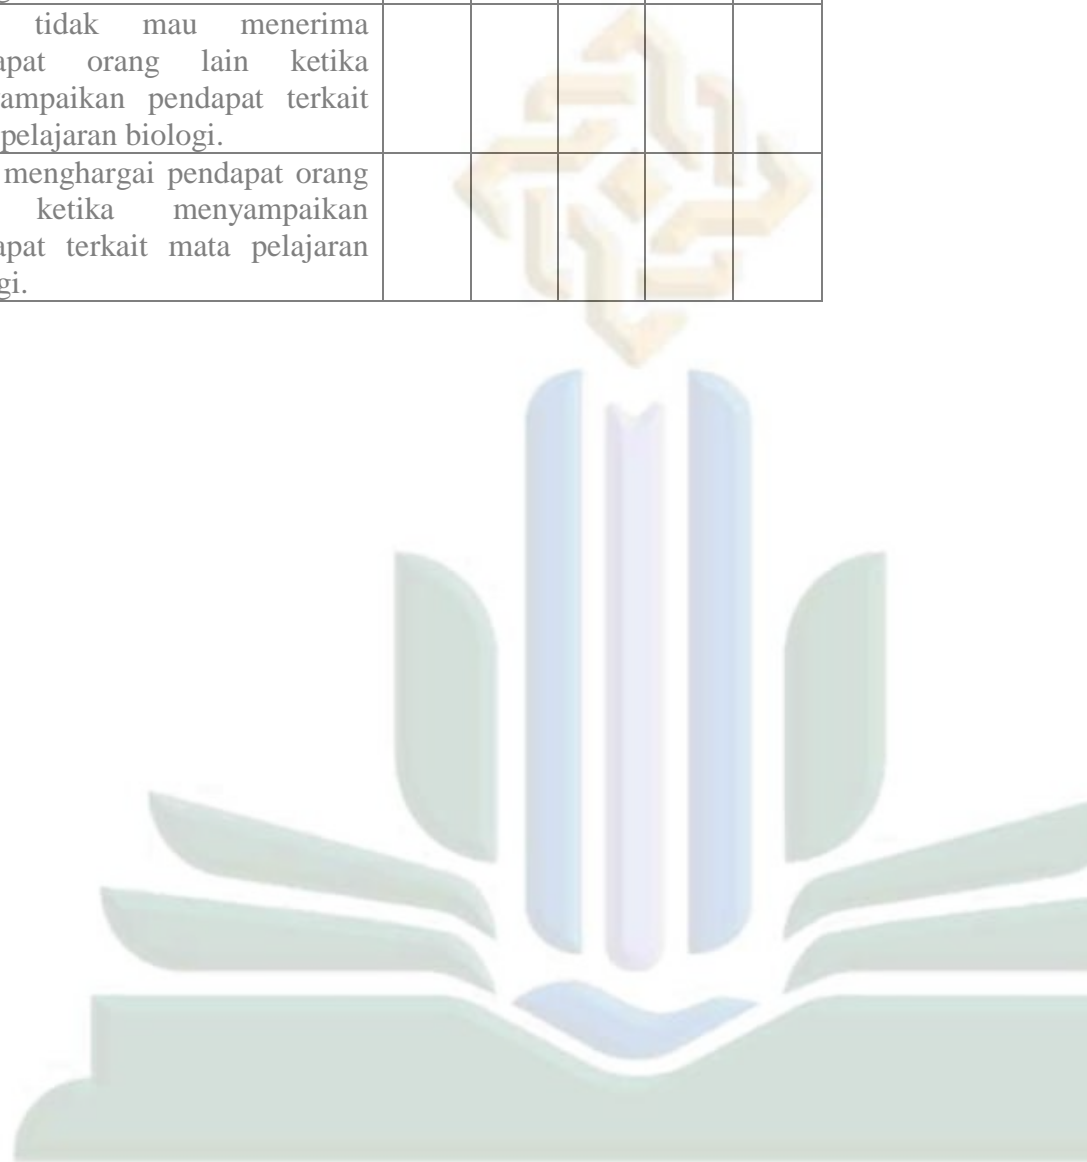 tidak mau menerima
apat orang lain ketika
ampaikan pendapat terkait
pelajaran biologi.
menghargai pendapat orang
ketika menyampaikan
apat terkait mata pelajaran
gi.